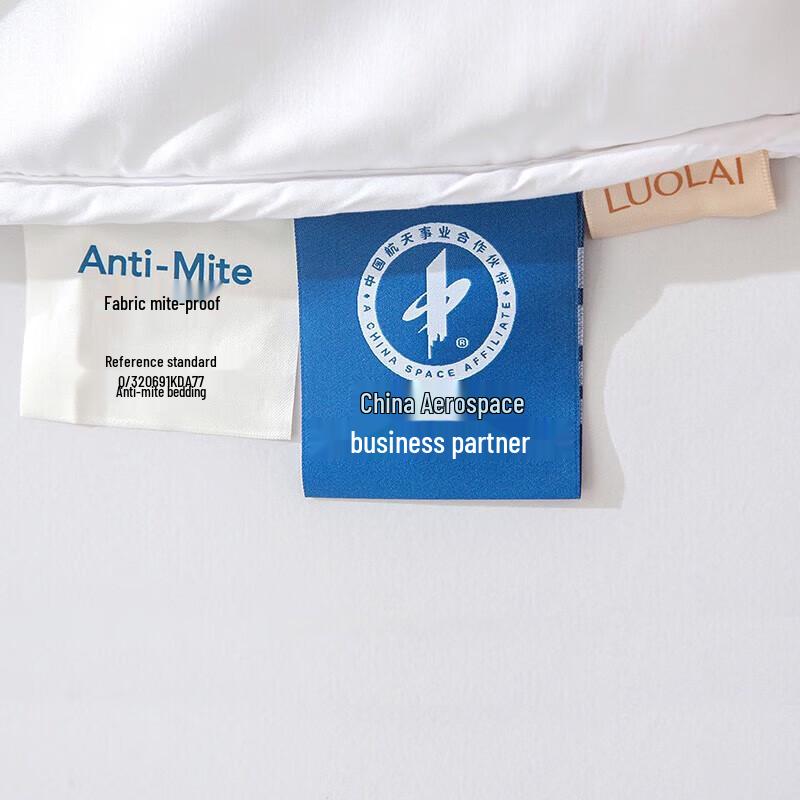 LUOLAI
Anti-Mite
Fabric mite-proof
Reference standard
0/320691KDA77
Anti-mite bedding
中国航天事业合作伙伴
A CHINA SPACE AFFILIATE
®
China Aerospace
business partner